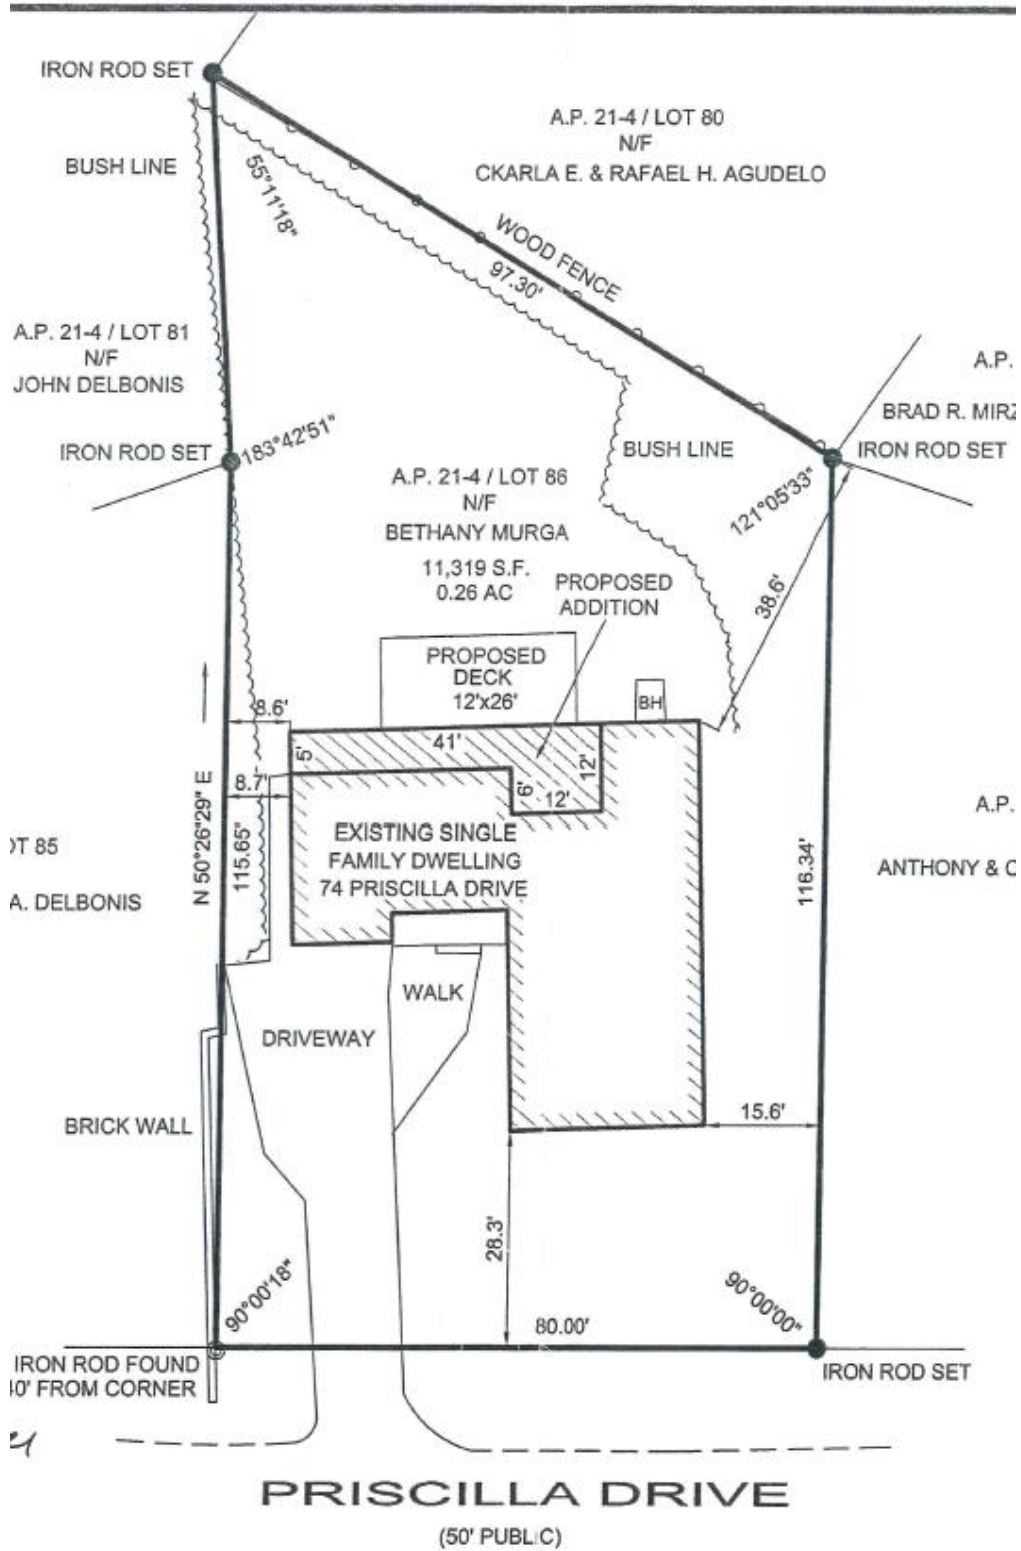 IRON ROD SET
A.P. 21-4 / LOT 80
N/F
CKARLA E. & RAFAEL H. AGUDELO
BUSH LINE
55°11'18"
WOOD FENCE
97.30'
A.P. 21-4 / LOT 81
N/F
JOHN DELBONIS
A.P.
BRAD R. MIRZ
IRON ROD SET
183°42'51"
BUSH LINE
IRON ROD SET
A.P. 21-4 / LOT 86
N/F
BETHANY MURGA
11,319 S.F.
0.26 AC
121°05'33"
PROPOSED
ADDITION
38.6'
PROPOSED
DECK
12'x26'
BH
8.6'
41'
5'
12'
6'
12'
8.7'
N 50°26'29" E
115.65"
EXISTING SINGLE
FAMILY DWELLING
74 PRISCILLA DRIVE
116.34'
A.P.
ANTHONY & C
OT 85
A. DELBONIS
WALK
DRIVEWAY
BRICK WALL
15.6'
28.3'
90°00'18"
90°00'00"
80.00'
IRON ROD FOUND
40' FROM CORNER
IRON ROD SET
PRISCILLA DRIVE
(50' PUBLIC)